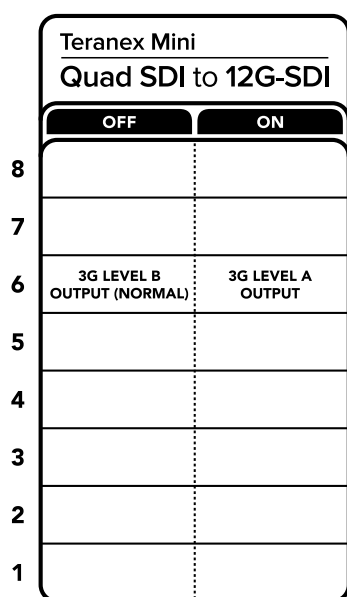 Teranex Mini
Quad SDI to 12G-SDI
OFF ON
8
7
6 3G LEVEL B OUTPUT (NORMAL) 3G LEVEL A OUTPUT
5
4
3
2
1